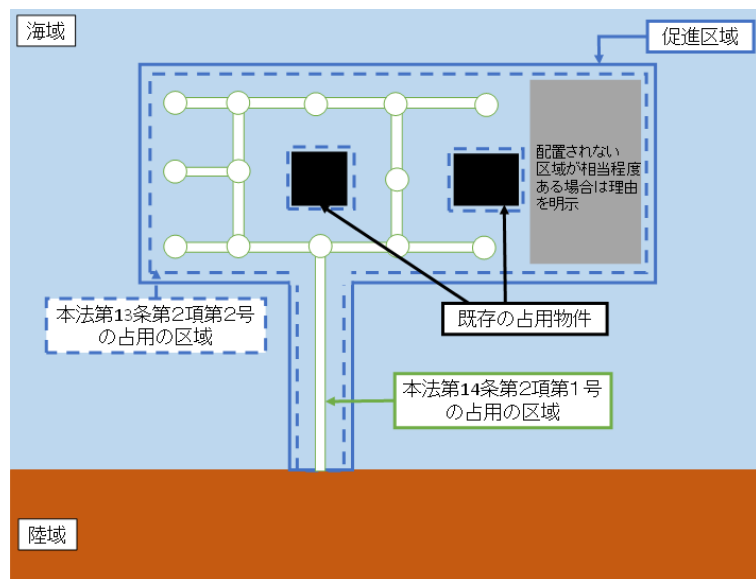 海域
促進区域
配置されない
区域が相当程度
ある場合は理由
を明示
本法第13条第２項第２号
の占用の区域
既存の占用物件
本法第14条第２項第１号
の占用の区域
陸域